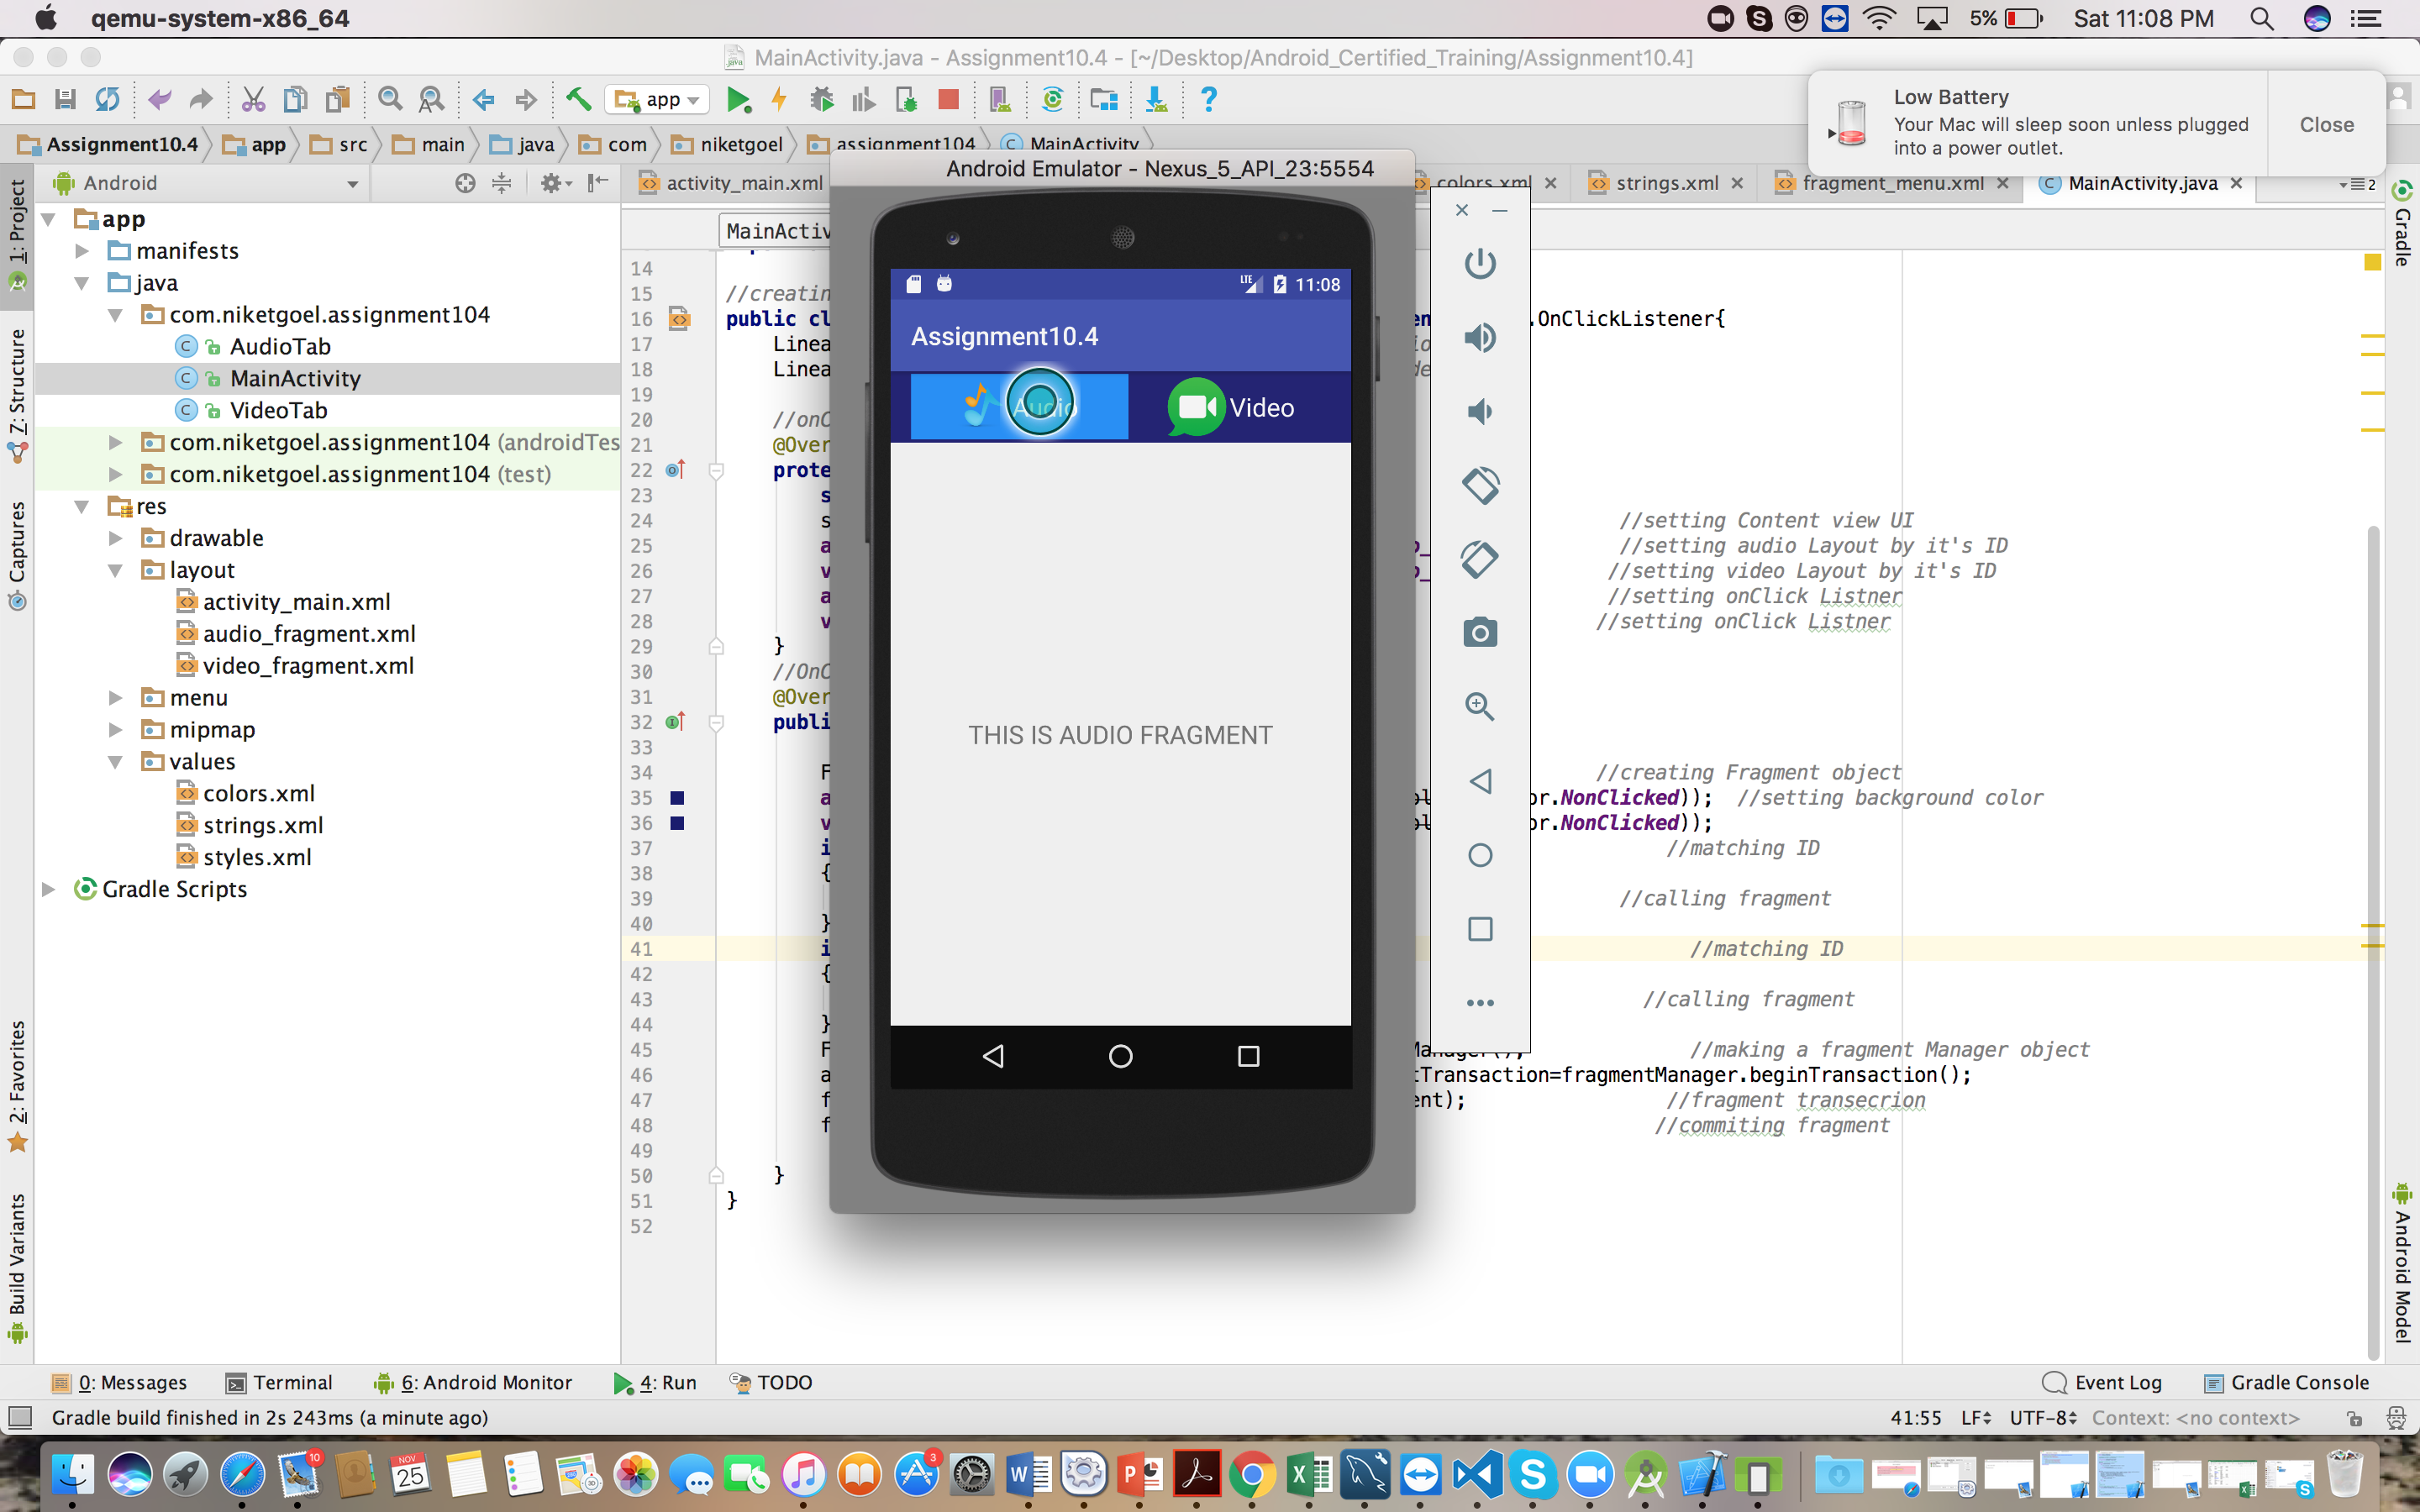 qemu-system-x86_64
5%
Sat 11:08 PM
MainActivity.java - Assignment10.4 - [~/Desktop/Android_Certified_Training/Assignment10.4]
app
Low Battery
Your Mac will sleep soon unless plugged
into a power outlet.
Close
Assignment10.4 app src main java com niketgoel assignment104 MainActivity
Android
activity_main.xml
colors.xml
strings.xml
fragment_menu.xml
MainActivity.java
2
1: Project
Z: Structure
Captures
2: Favorites
Build Variants
Gradle
Android Model
app
manifests
java
com.niketgoel.assignment104
AudioTab
MainActivity
VideoTab
com.niketgoel.assignment104 (androidTes
com.niketgoel.assignment104 (test)
res
drawable
layout
activity_main.xml
audio_fragment.xml
video_fragment.xml
menu
mipmap
values
colors.xml
strings.xml
styles.xml
Gradle Scripts
MainActiv
14
15 //creatin
16 public cl .OnClickListener{
17 Linea
18 Linea
19
20 //onC
21 @Over
22 prote
23 s
24 s //setting Content view UI
25 a //setting audio Layout by it's ID
26 v //setting video Layout by it's ID
27 a //setting onClick Listner
28 v //setting onClick Listner
29 }
30 //OnC
31 @Over
32 publi
33
34 F //creating Fragment object
35 a or.NonClicked)); //setting background color
36 v or.NonClicked));
37 i //matching ID
38 {
39 //calling fragment
40 }
41 i //matching ID
42 {
43 //calling fragment
44 }
45 F Manager(); //making a fragment Manager object
46 a tTransaction=fragmentManager.beginTransaction();
47 f ent); //fragment transecrion
48 f //commiting fragment
49
50 }
51 }
52
Android Emulator - Nexus_5_API_23:5554
LTE
11:08
Assignment10.4
Audio
Video
THIS IS AUDIO FRAGMENT
0: Messages
Terminal
6: Android Monitor
4: Run
TODO
Event Log
Gradle Console
Gradle build finished in 2s 243ms (a minute ago)
41:55
LF
UTF-8
Context: <no context>
10
NOV
25
3